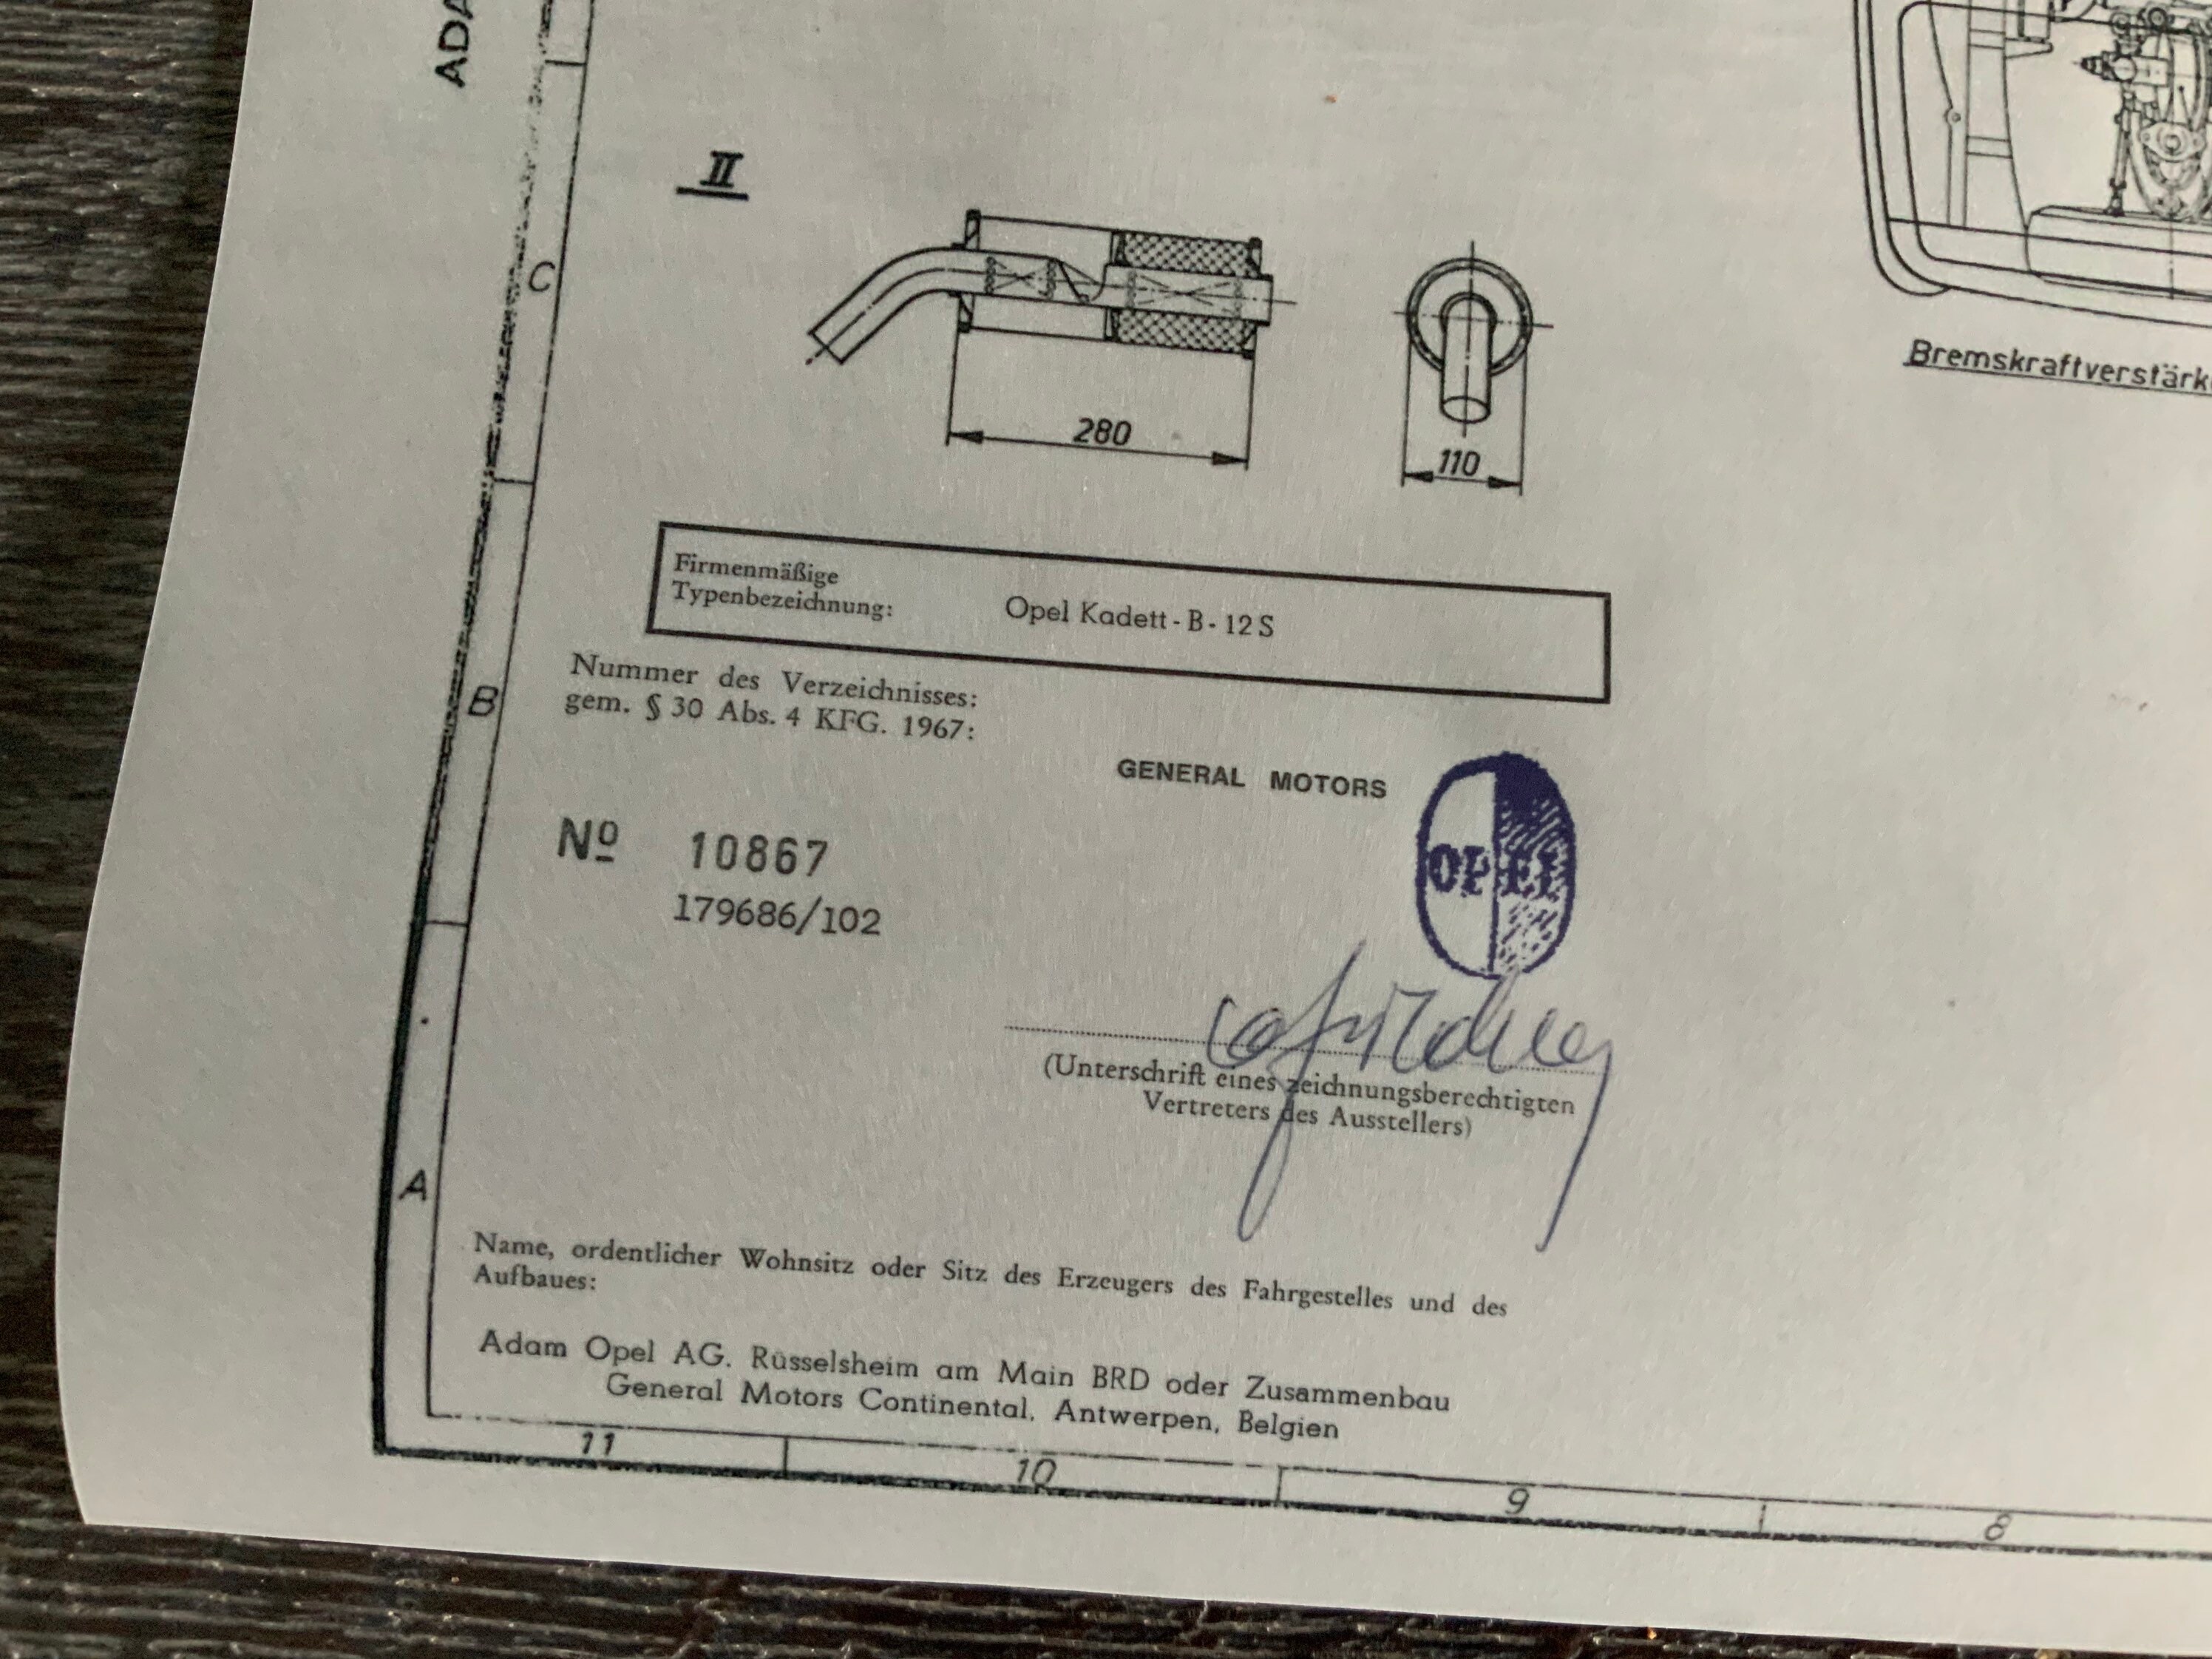 II
C
280
110
Firmenmäßige
Typenbezeichnung: Opel Kadett - B - 12 S
Nummer des Verzeichnisses:
gem. § 30 Abs. 4 KFG. 1967:
B
GENERAL MOTORS
OPEL
Nº 10867
179686/102
(Unterschrift eines zeichnungsberechtigten
Vertreters des Ausstellers)
A
Name, ordentlicher Wohnsitz oder Sitz des Erzeugers des Fahrgestelles und des
Aufbaues:
Adam Opel AG. Rüsselsheim am Main BRD oder Zusammenbau
General Motors Continental, Antwerpen, Belgien
11 10 9 8